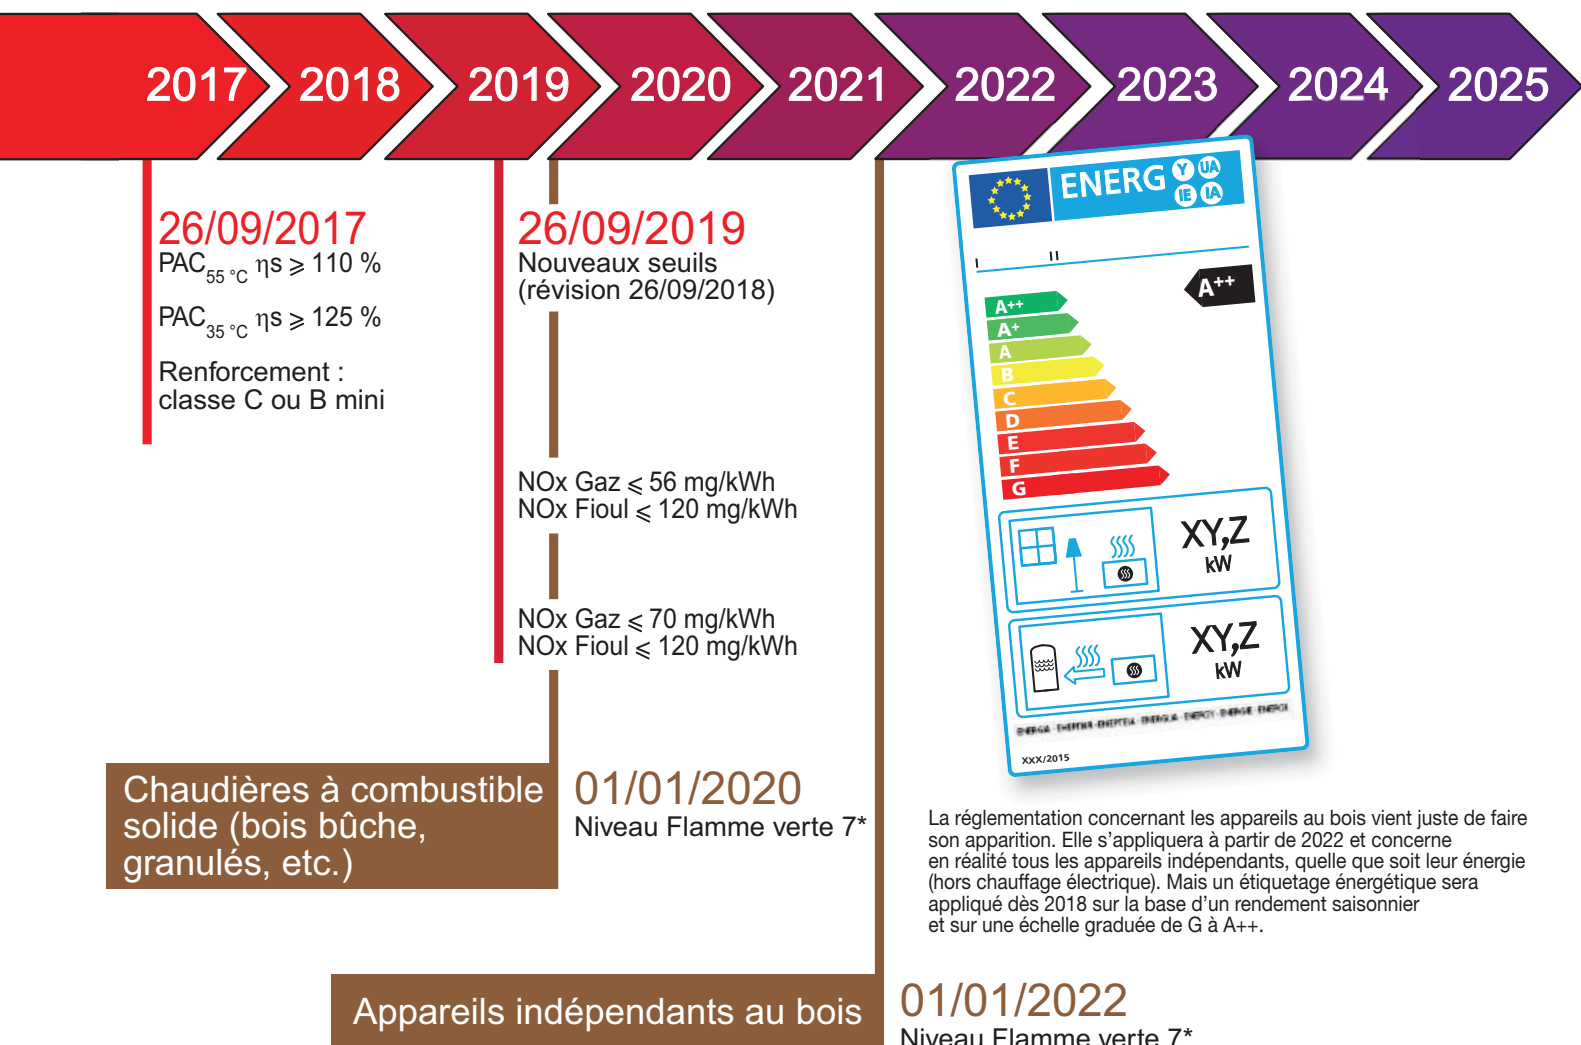 2017 2018 2019 2020 2021 2022 2023 2024 2025
26/09/2017
PAC55 °C ηs ⩾ 110 %
PAC35 °C ηs ⩾ 125 %
Renforcement :
classe C ou B mini
26/09/2019
Nouveaux seuils
(révision 26/09/2018)
NOx Gaz ⩽ 56 mg/kWh
NOx Fioul ⩽ 120 mg/kWh
NOx Gaz ⩽ 70 mg/kWh
NOx Fioul ⩽ 120 mg/kWh
ENERG Y UA
IE IA
I II
A++
A++
A+
A
B
C
D
E
F
G
XY,Z
kW
XY,Z
kW
XXX/2015
Chaudières à combustible
solide (bois bûche,
granulés, etc.)
01/01/2020
Niveau Flamme verte 7*
La réglementation concernant les appareils au bois vient juste de faire
son apparition. Elle s’appliquera à partir de 2022 et concerne
en réalité tous les appareils indépendants, quelle que soit leur énergie
(hors chauffage électrique). Mais un étiquetage énergétique sera
appliqué dès 2018 sur la base d’un rendement saisonnier
et sur une échelle graduée de G à A++.
Appareils indépendants au bois
01/01/2022
Niveau Flamme verte 7*